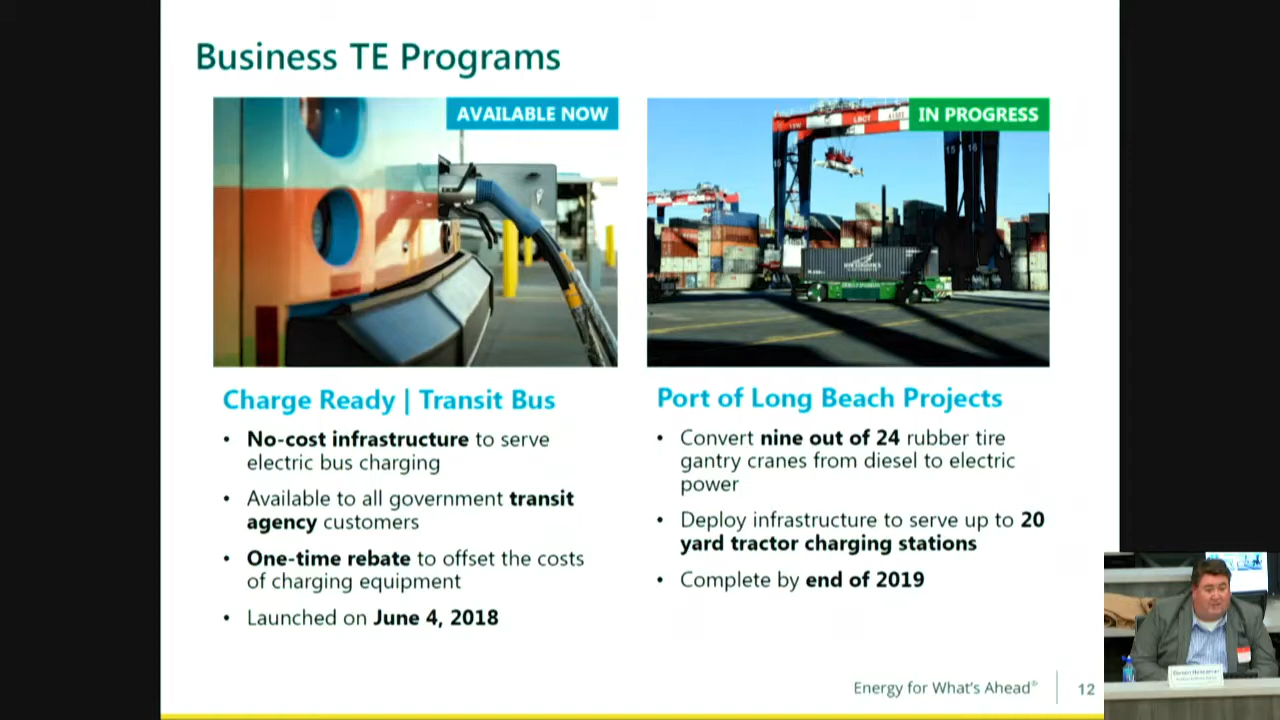 Business TE Programs
AVAILABLE NOW
IN PROGRESS
LBCT
15
15
16
Charge Ready | Transit Bus
• No-cost infrastructure to serve
electric bus charging
• Available to all government transit
agency customers
• One-time rebate to offset the costs
of charging equipment
• Launched on June 4, 2018
Port of Long Beach Projects
• Convert nine out of 24 rubber tire
gantry cranes from diesel to electric
power
• Deploy infrastructure to serve up to 20
yard tractor charging stations
• Complete by end of 2019
Energy for What's Ahead®
12